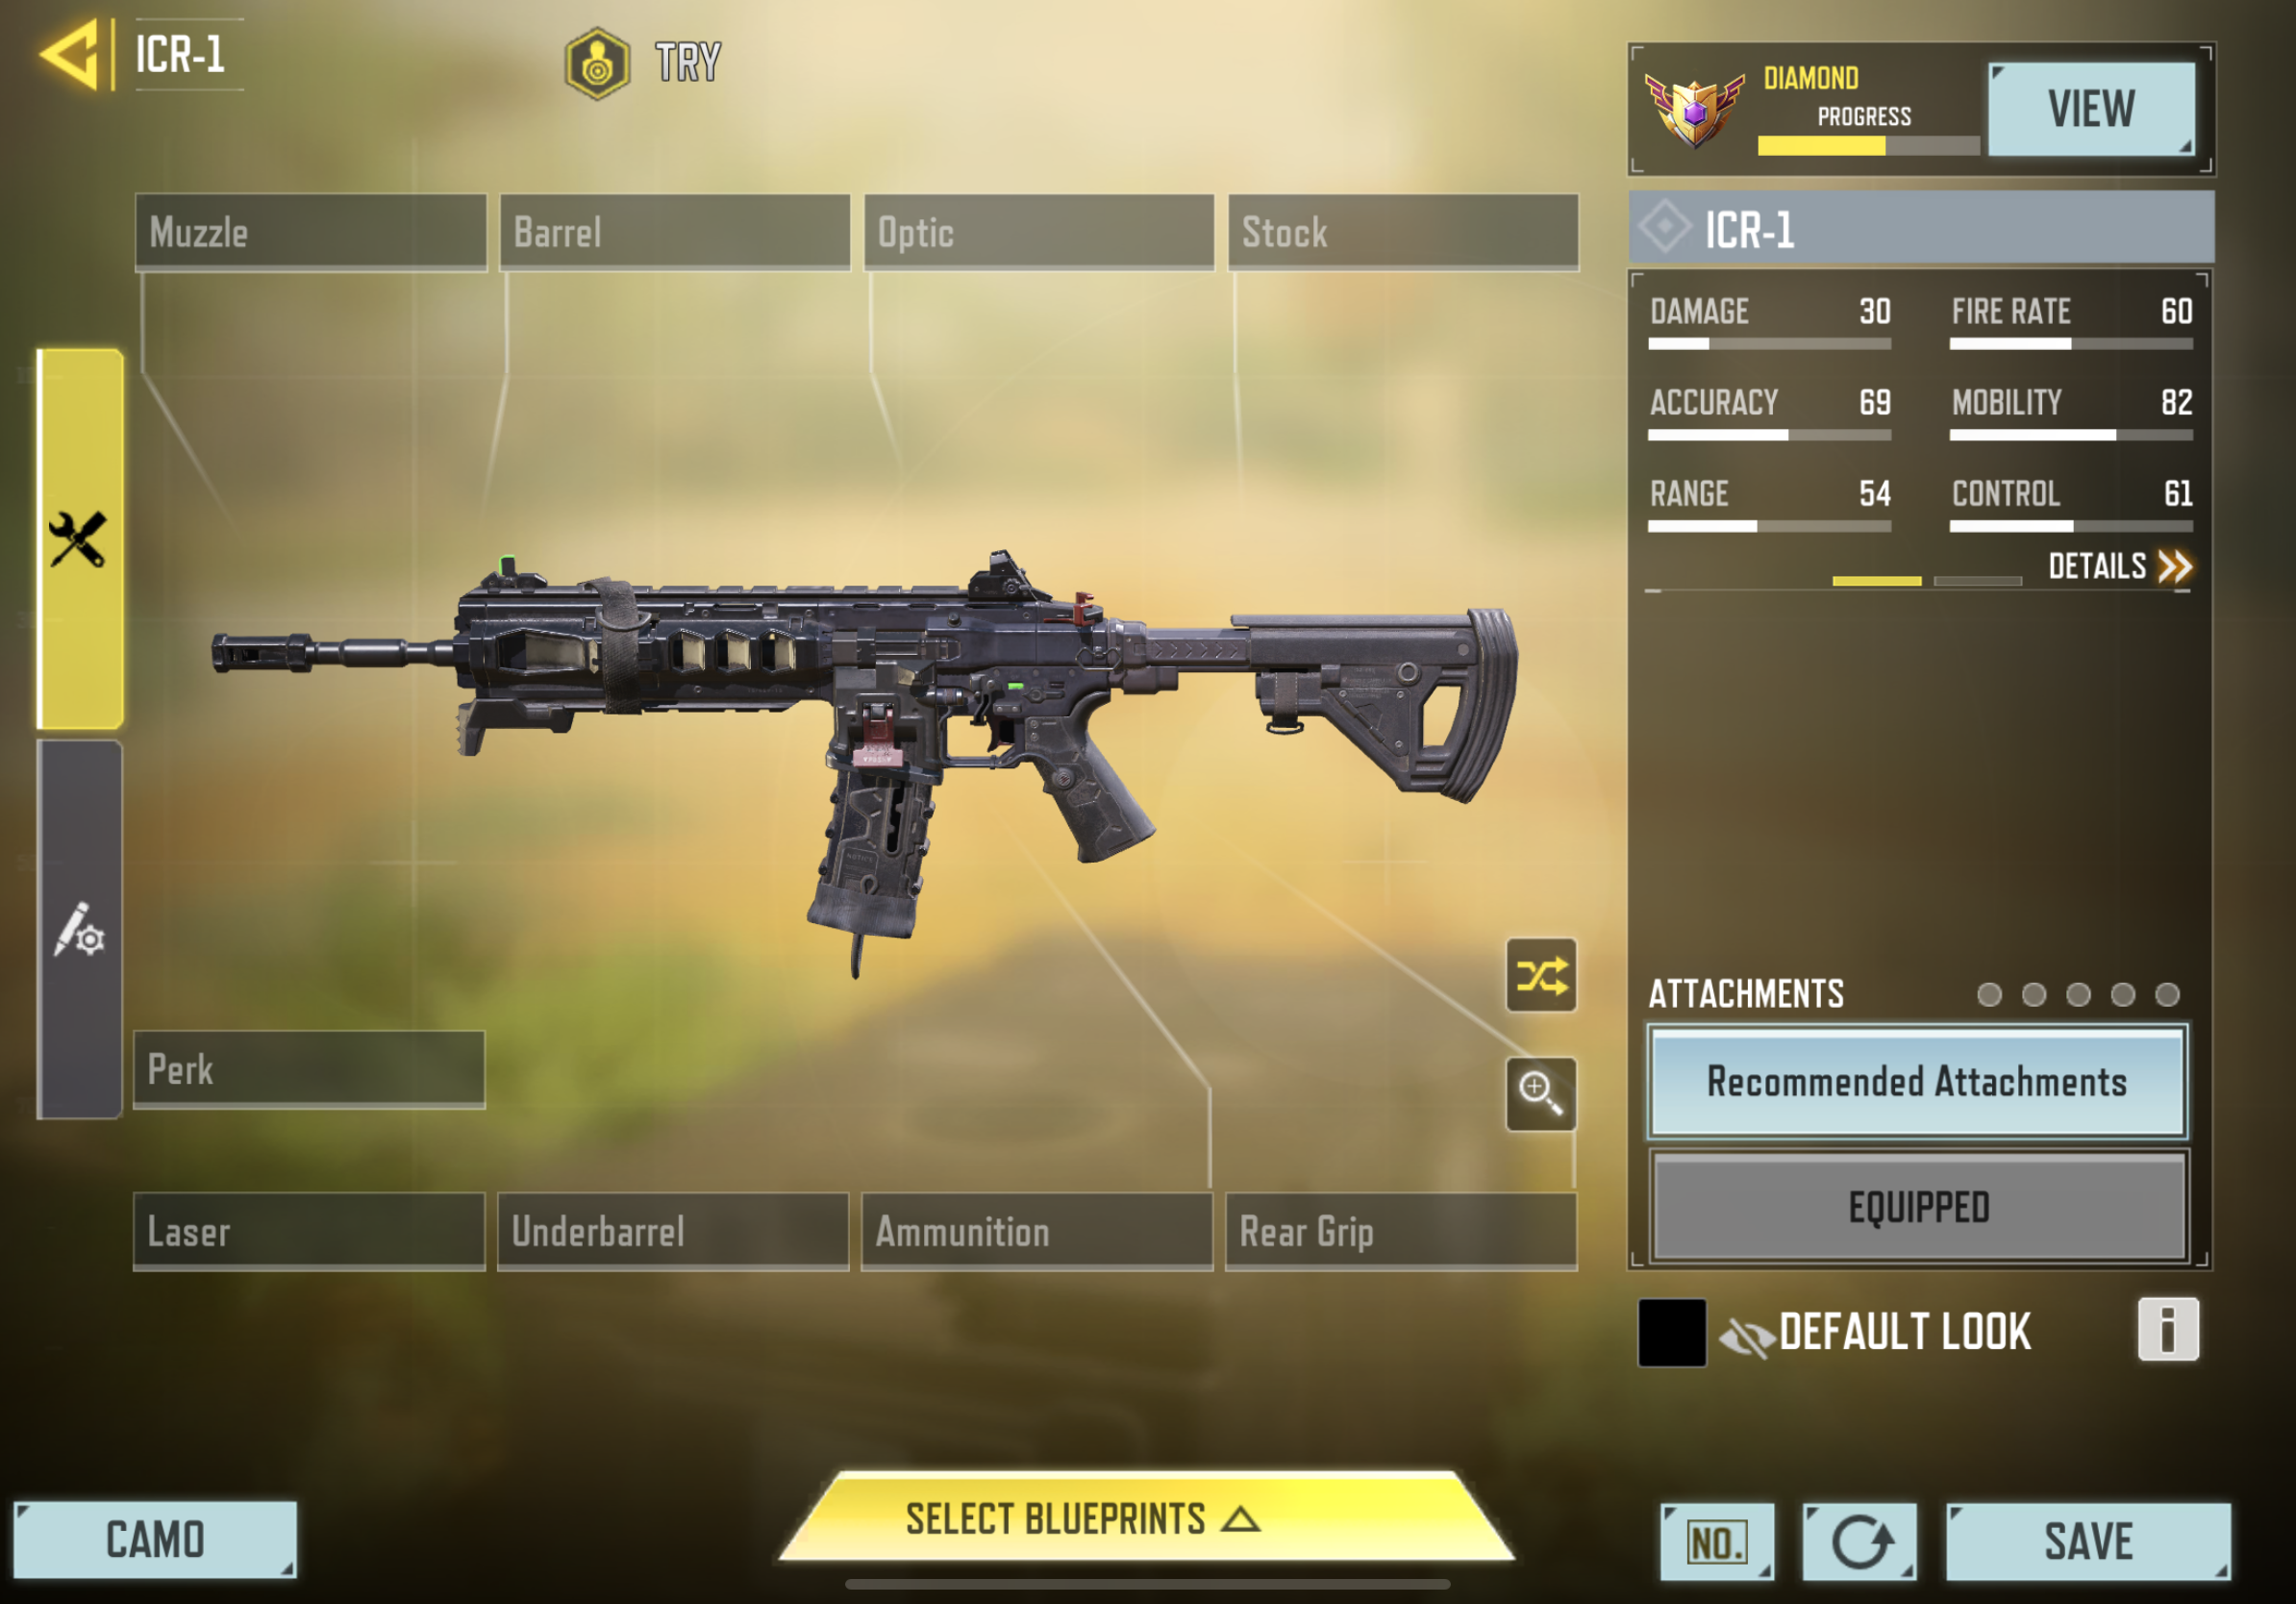 ICR-1
TRY
DIAMOND
PROGRESS
VIEW
Muzzle
Barrel
Optic
Stock
ICR-1
DAMAGE 30
FIRE RATE 60
ACCURACY 69
MOBILITY 82
RANGE 54
CONTROL 61
DETAILS
ATTACHMENTS
Recommended Attachments
EQUIPPED
Perk
Laser
Underbarrel
Ammunition
Rear Grip
DEFAULT LOOK
i
CAMO
SELECT BLUEPRINTS
NO.
SAVE